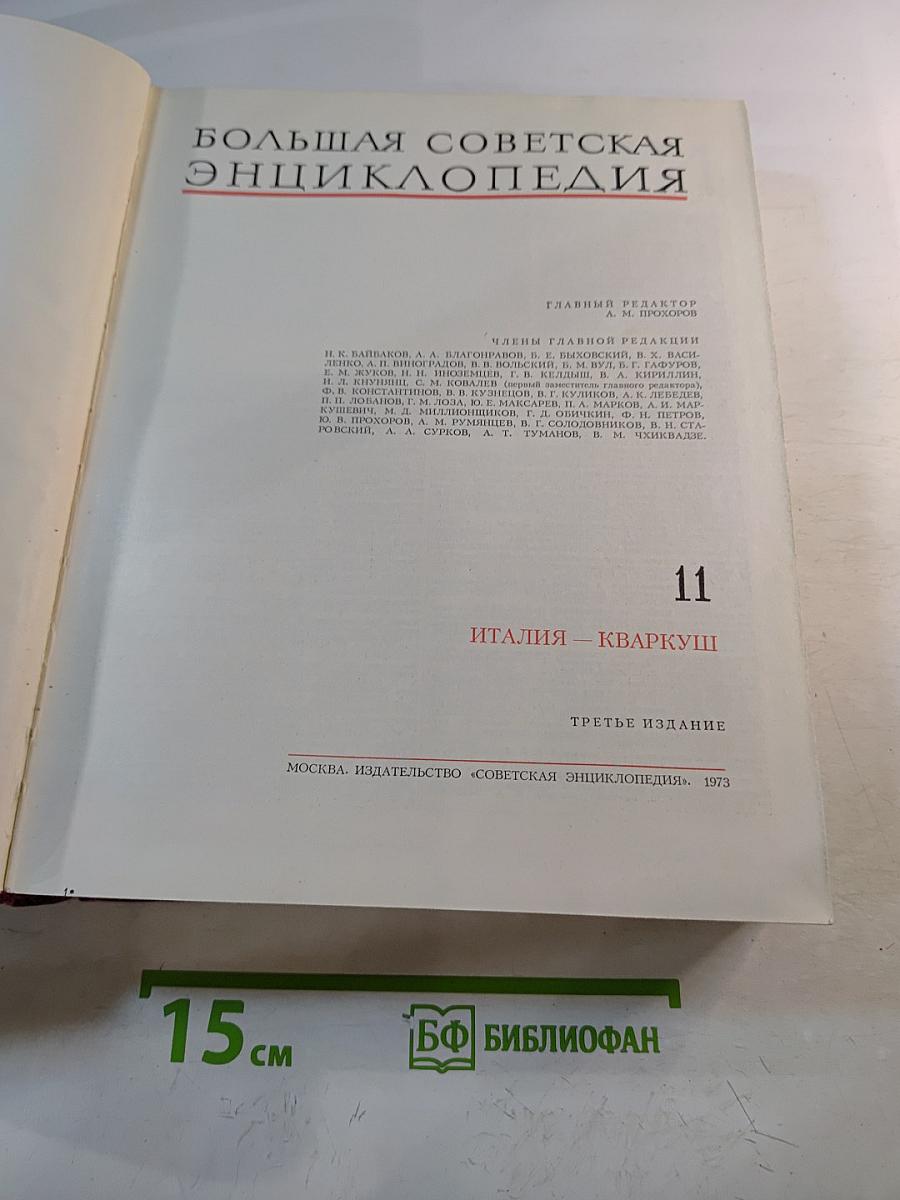 БОЛЬШАЯ СОВЕТСКАЯ
ЭНЦИКЛОПЕДИЯ
ГЛАВНЫЙ РЕДАКТОР
А. М. ПРОХОРОВ
ЧЛЕНЫ ГЛАВНОЙ РЕДАКЦИИ
Н. К. БАЙБАКОВ, А. А. БЛАГОНРАВОВ, Б. Е. БЫХОВСКИЙ, В. Х. ВАСИ-
ЛЕНКО, А. П. ВИНОГРАДОВ, В. В. ВОЛЬСКИЙ, Б. М. ВУЛ, Б. Г. ГАФУРОВ,
Е. М. ЖУКОВ, Н. Н. ИНОЗЕМЦЕВ, Г. В. КЕЛДЫШ, В. А. КИРИЛЛИН,
И. Л. КНУНЯНЦ, С. М. КОВАЛЕВ (первый заместитель главного редактора),
Ф. В. КОНСТАНТИНОВ, В. В. КУЗНЕЦОВ, В. Г. КУЛИКОВ, А. К. ЛЕБЕДЕВ,
П. П. ЛОБАНОВ, Г. М. ЛОЗА, Ю. Е. МАКСАРЕВ, П. А. МАРКОВ, А. И. МАР-
КУШЕВИЧ, М. Д. МИЛЛИОНЩИКОВ, Г. Д. ОБИЧКИН, Ф. Н. ПЕТРОВ,
Ю. В. ПРОХОРОВ, А. М. РУМЯНЦЕВ, В. Г. СОЛОДОВНИКОВ, В. Н. СТА-
РОВСКИЙ, А. А. СУРКОВ, А. Т. ТУМАНОВ, В. М. ЧХИКВАДЗЕ.
11
ИТАЛИЯ — КВАРКУШ
ТРЕТЬЕ ИЗДАНИЕ
МОСКВА. ИЗДАТЕЛЬСТВО «СОВЕТСКАЯ ЭНЦИКЛОПЕДИЯ». 1973
1*
15 см
БФ БИБЛИОФАН